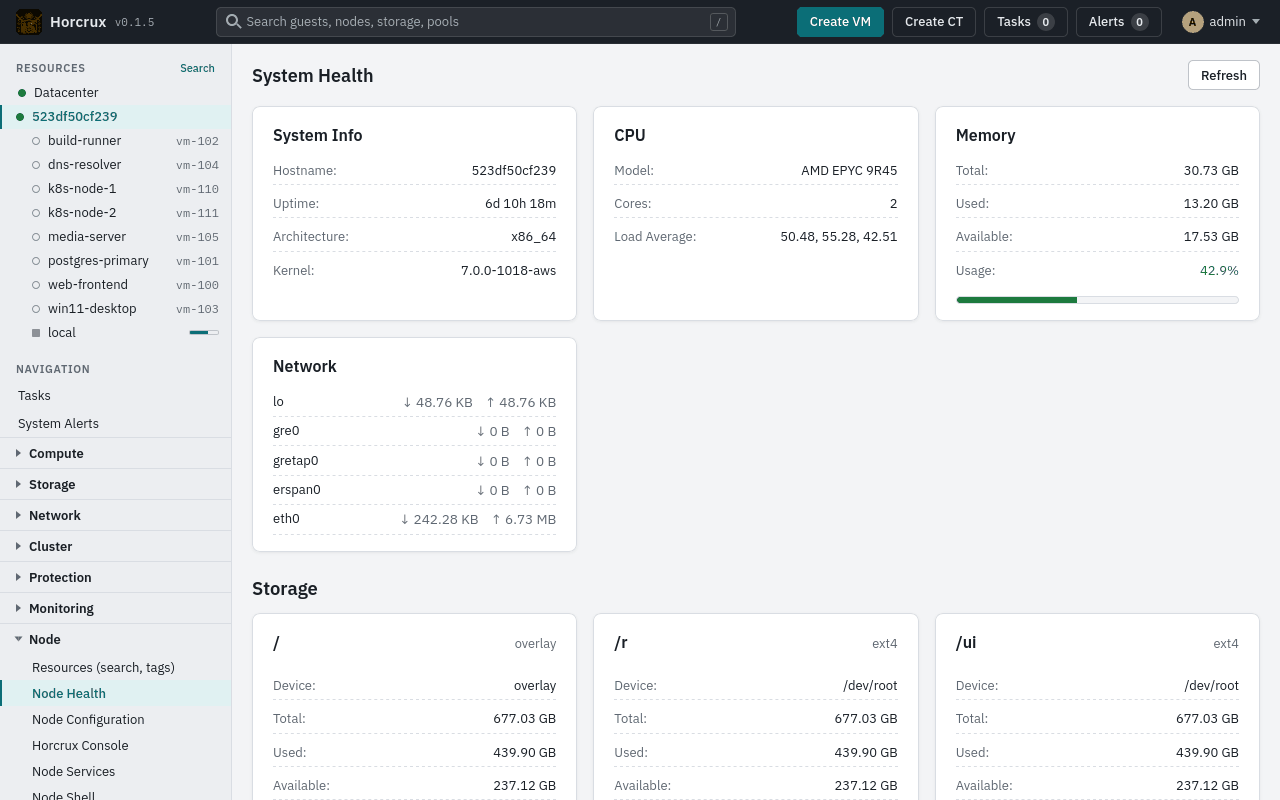 Horcrux v0.1.5
Search guests, nodes, storage, pools /
Create VM
Create CT
Tasks 0
Alerts 0
A admin
RESOURCES Search
Datacenter
523df50cf239
build-runner vm-102
dns-resolver vm-104
k8s-node-1 vm-110
k8s-node-2 vm-111
media-server vm-105
postgres-primary vm-101
web-frontend vm-100
win11-desktop vm-103
local
NAVIGATION
Tasks
System Alerts
Compute
Storage
Network
Cluster
Protection
Monitoring
Node
Resources (search, tags)
Node Health
Node Configuration
Horcrux Console
Node Services
Node Shell
System Health
Refresh
System Info
Hostname: 523df50cf239
Uptime: 6d 10h 18m
Architecture: x86_64
Kernel: 7.0.0-1018-aws
CPU
Model: AMD EPYC 9R45
Cores: 2
Load Average: 50.48, 55.28, 42.51
Memory
Total: 30.73 GB
Used: 13.20 GB
Available: 17.53 GB
Usage: 42.9%
Network
lo ↓ 48.76 KB ↑ 48.76 KB
gre0 ↓ 0 B ↑ 0 B
gretap0 ↓ 0 B ↑ 0 B
erspan0 ↓ 0 B ↑ 0 B
eth0 ↓ 242.28 KB ↑ 6.73 MB
Storage
/ overlay
Device: overlay
Total: 677.03 GB
Used: 439.90 GB
Available: 237.12 GB
/r ext4
Device: /dev/root
Total: 677.03 GB
Used: 439.90 GB
Available: 237.12 GB
/ui ext4
Device: /dev/root
Total: 677.03 GB
Used: 439.90 GB
Available: 237.12 GB